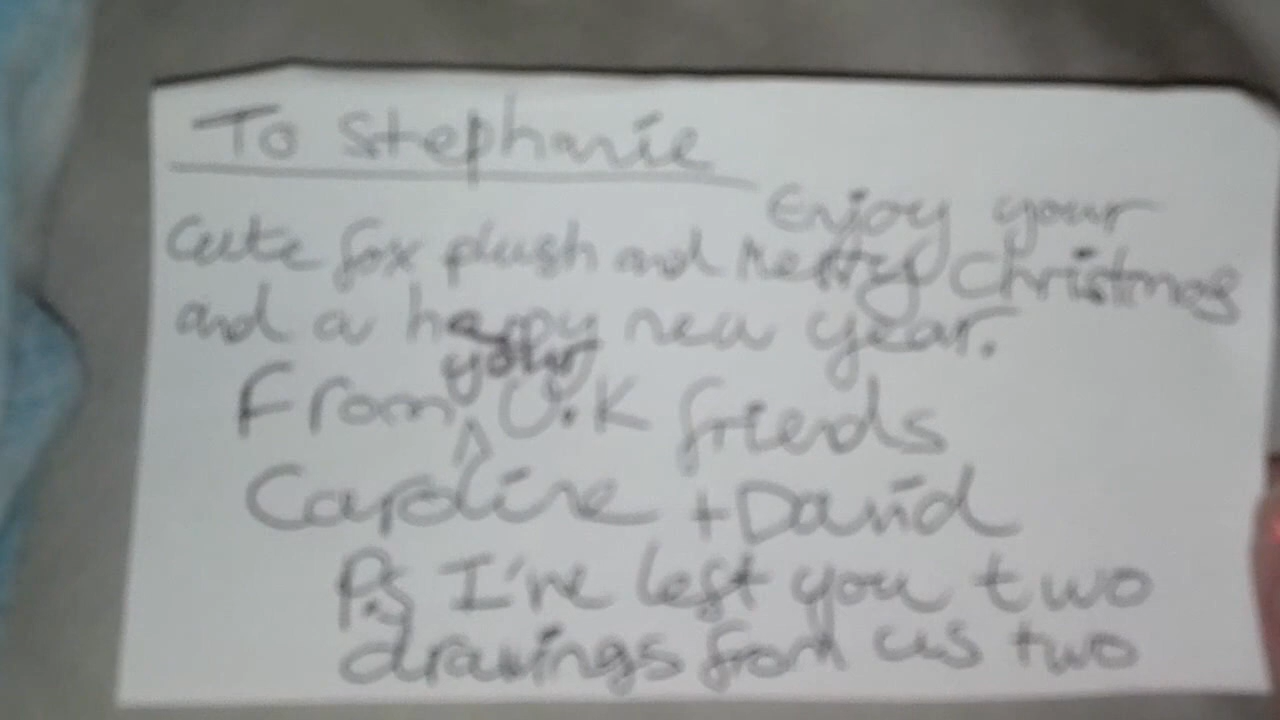 To Stephanie
Enjoy your
cute fox plush and Merry Christmas
and a happy new year.
From your U.K friends
Caroline + David
P.s I've left you two
drawings from us two